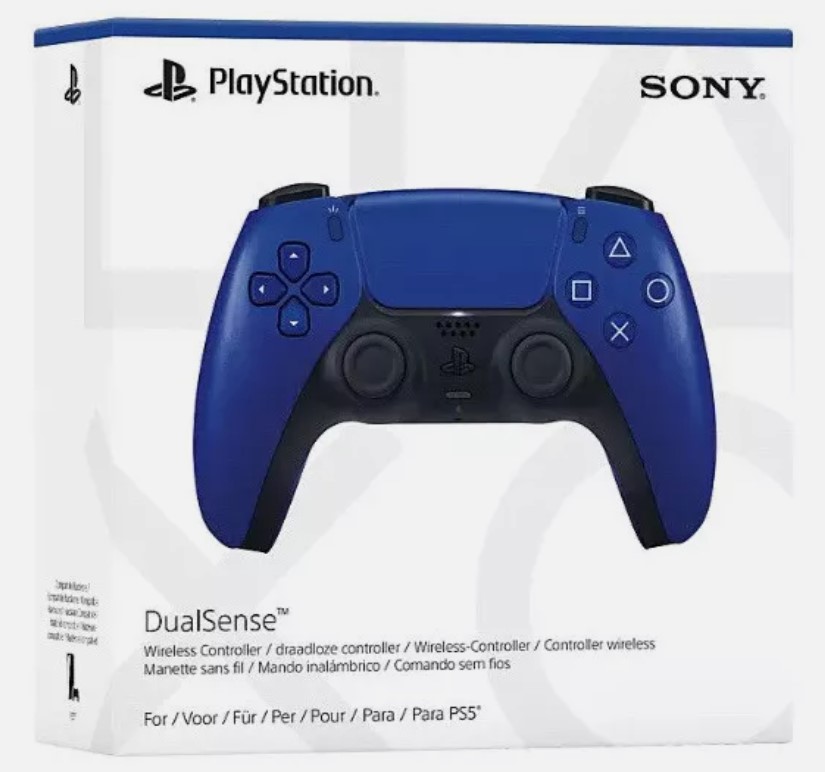 PlayStation®
SONY®
DualSense™
Wireless Controller / draadloze controller / Wireless-Controller / Controller wireless
Manette sans fil / Mando inalámbrico / Comando sem fios
For / Voor / Für / Per / Pour / Para / Para PS5®